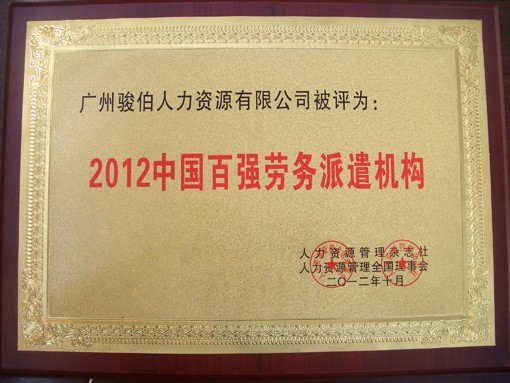 广州骏伯人力资源有限公司被评为：
2012中国百强劳务派遣机构
人力资源管理杂志社
人力资源管理全国理事会
二〇一二年十月